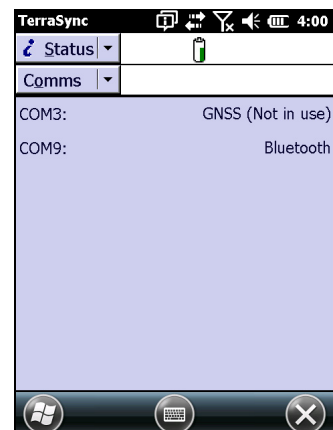 TerraSync 4:00
i Status
Comms
COM3: GNSS (Not in use)
COM9: Bluetooth